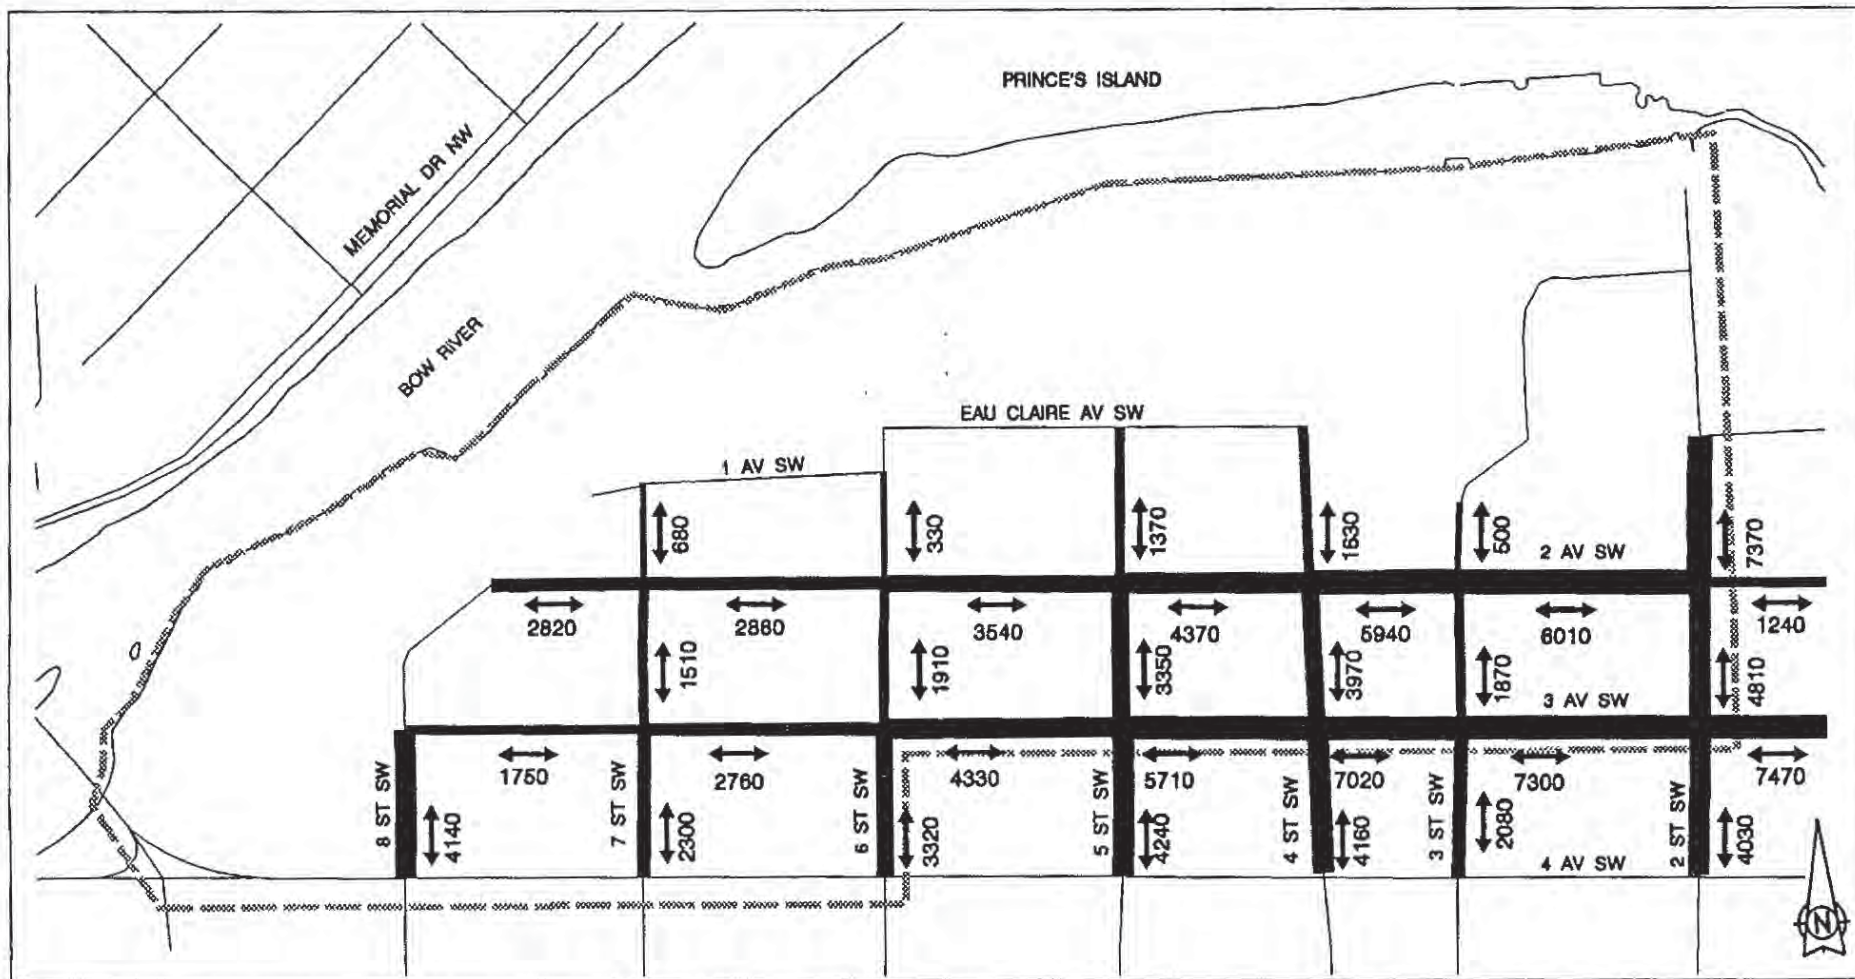 PRINCE'S ISLAND
MEMORIAL DR NW
BOW RIVER
EAU CLAIRE AV SW
1 AV SW
680
330
1370
1630
500
2 AV SW
7370
2820
2860
3540
4370
5940
6010
1240
1510
1910
3350
3970
1870
3 AV SW
4810
1750
2760
4330
5710
7020
7300
7470
8 ST SW
4140
7 ST SW
2300
6 ST SW
3320
5 ST SW
4240
4 ST SW
4160
3 ST SW
2080
4 AV SW
2 ST SW
4030
N